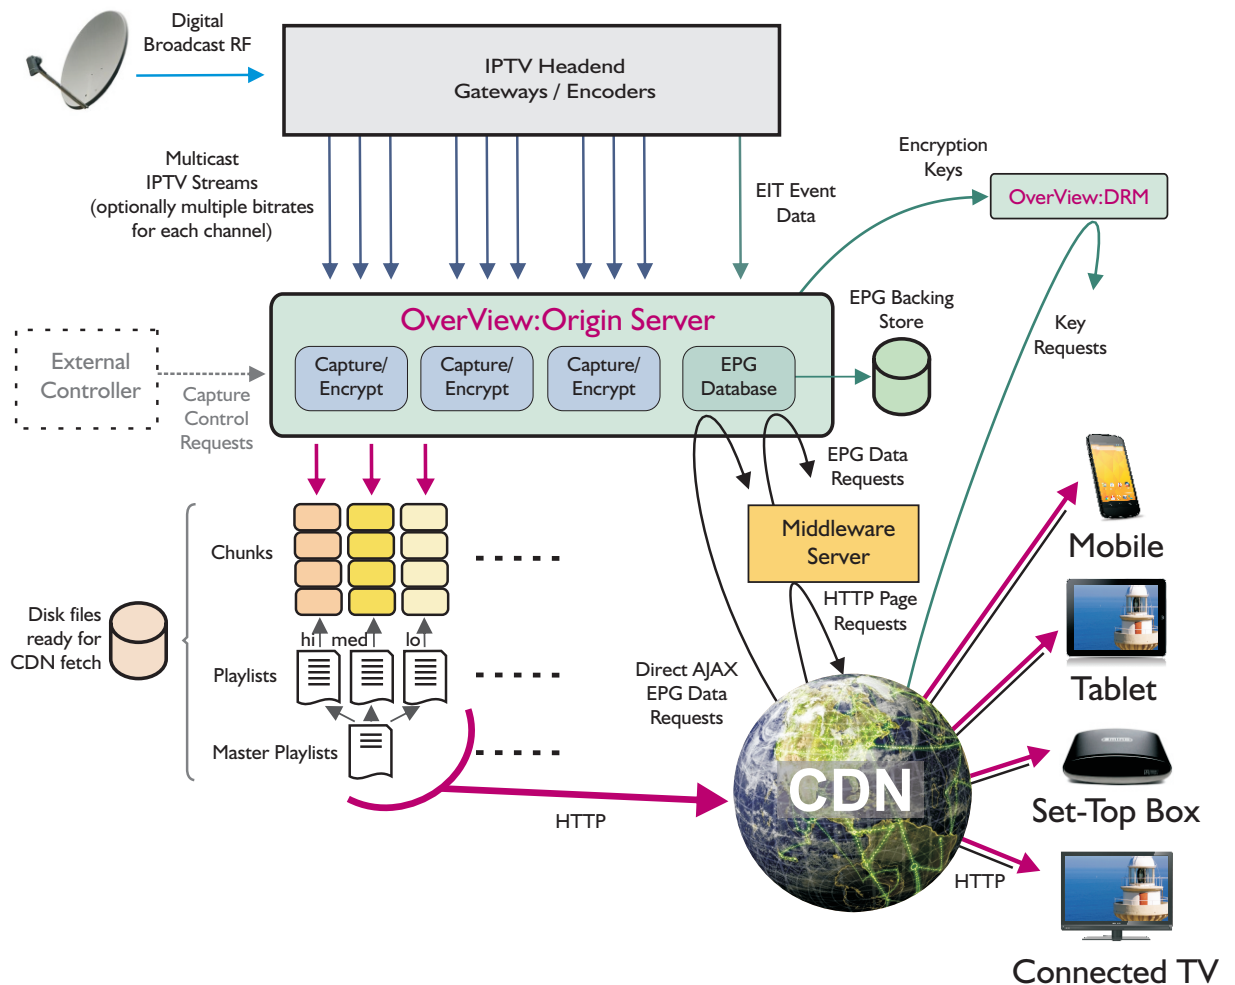 Digital
Broadcast RF
IPTV Headend
Gateways / Encoders
Multicast
IPTV Streams
(optionally multiple bitrates
for each channel)
EIT Event
Data
Encryption
Keys
OverView:DRM
Key
Requests
OverView:Origin Server
Capture/
Encrypt
Capture/
Encrypt
Capture/
Encrypt
EPG
Database
EPG Backing
Store
External
Controller
Capture
Control
Requests
EPG Data
Requests
Middleware
Server
HTTP Page
Requests
Direct AJAX
EPG Data
Requests
Chunks
hi
med
lo
Disk files
ready for
CDN fetch
Playlists
Master Playlists
HTTP
CDN
HTTP
Mobile
Tablet
Set-Top Box
Connected TV